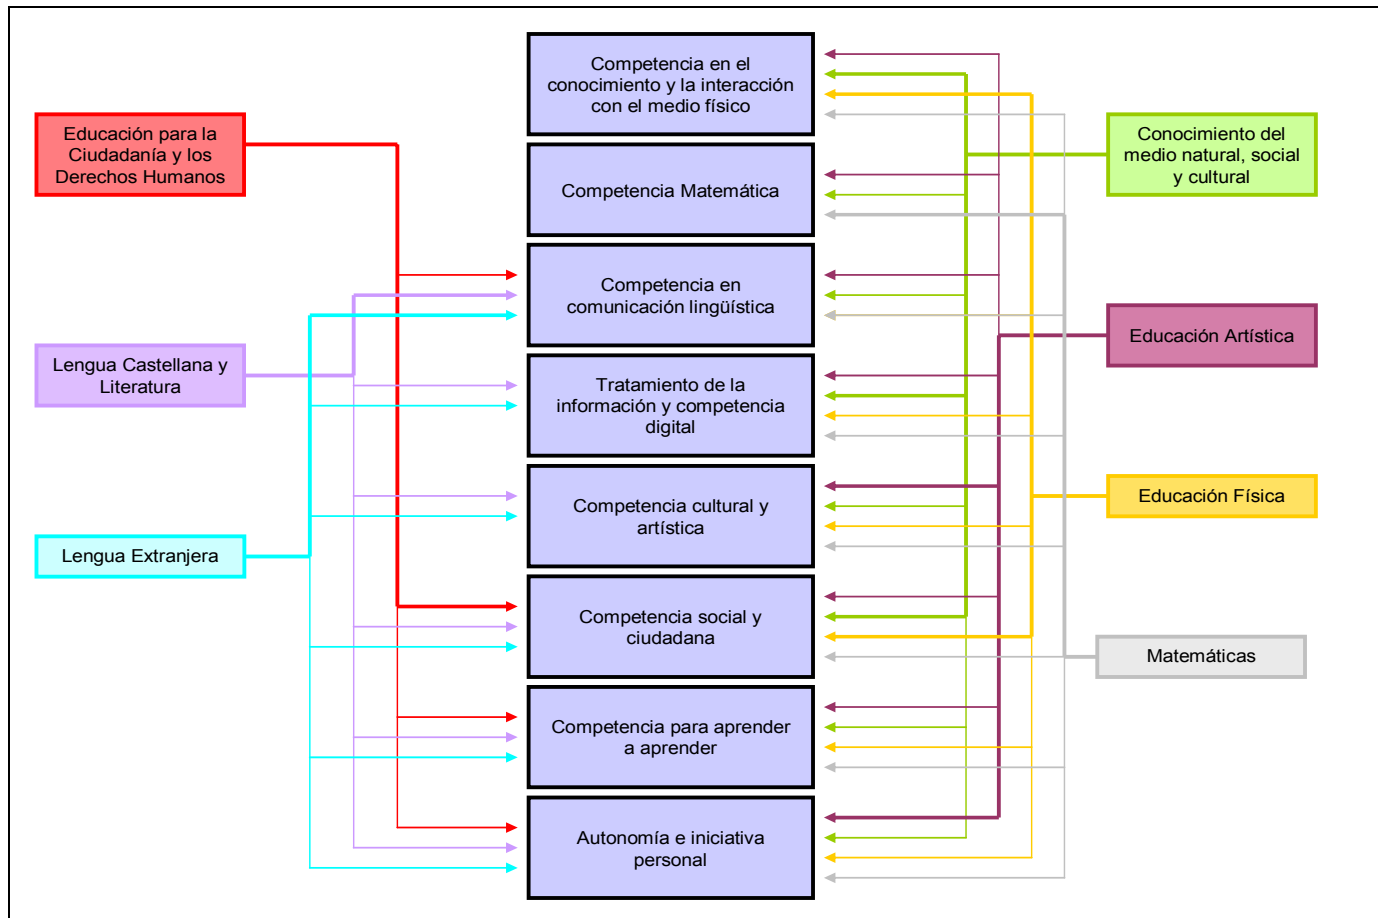 Educación para la
Ciudadanía y los
Derechos Humanos
Lengua Castellana y
Literatura
Lengua Extranjera
Competencia en el
conocimiento y la interacción
con el medio físico
Competencia Matemática
Competencia en
comunicación lingüística
Tratamiento de la
información y competencia
digital
Competencia cultural y
artística
Competencia social y
ciudadana
Competencia para aprender
a aprender
Autonomía e iniciativa
personal
Conocimiento del
medio natural, social
y cultural
Educación Artística
Educación Física
Matemáticas